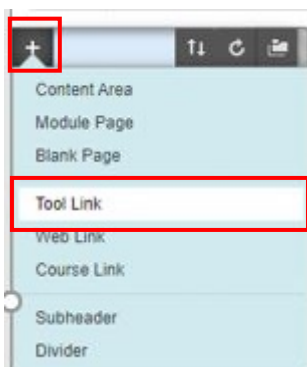 Content Area
Module Page
Blank Page
Tool Link
Web Link
Course Link
Subheader
Divider